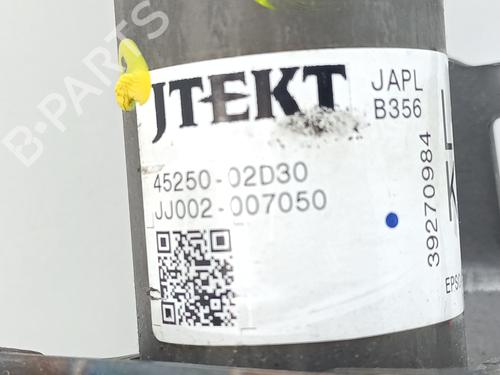 JTEKT
JAPL
B356
45250-02D30
JJ002-007050
39270984
L
K
EPS
B-PARTS